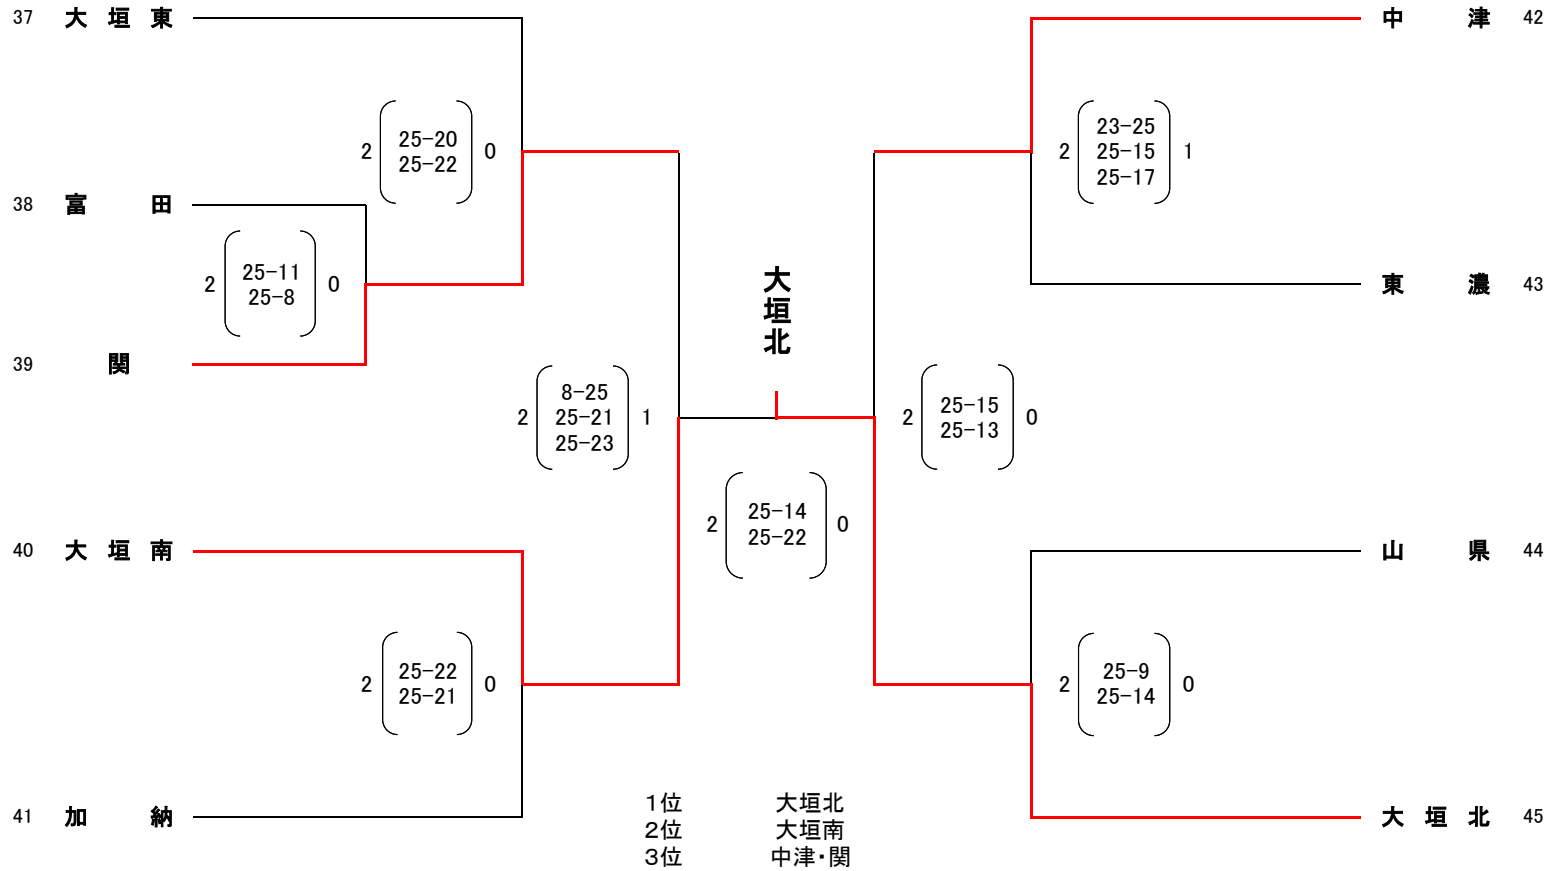 37 大垣東
中津 42
25-20
2 0
25-22
23-25
2 25-15 1
25-17
38 富田
25-11
2 0
25-8
大垣北
東濃 43
39 関
8-25
2 25-21 1
25-23
25-15
2 0
25-13
25-14
2 0
25-22
40 大垣南
山県 44
25-22
2 0
25-21
25-9
2 0
25-14
41 加納
大垣北 45
1位 大垣北
2位 大垣南
3位 中津・関